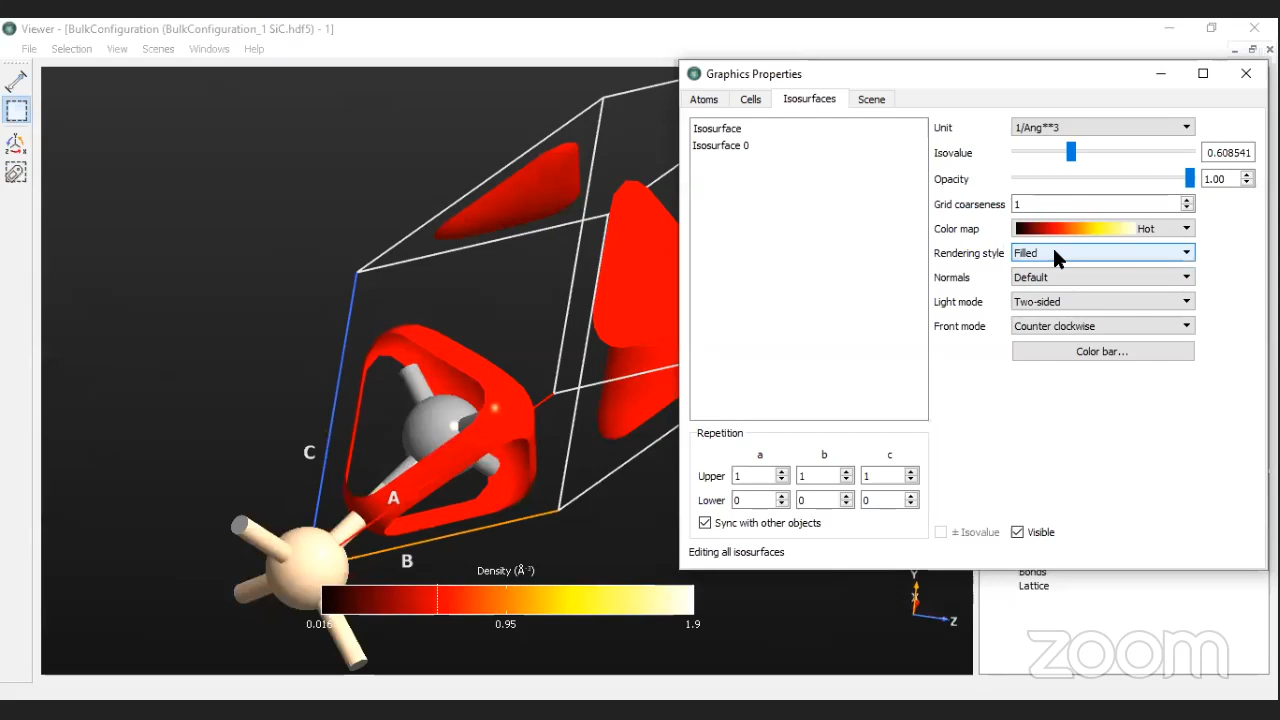 Viewer - [BulkConfiguration (BulkConfiguration_1 SiC.hdf5) - 1]
File Selection View Scenes Windows Help
Graphics Properties
Atoms Cells Isosurfaces Scene
Isosurface
Isosurface 0
Unit 1/Ang**3
Isovalue 0.608541
Opacity 1.00
Grid coarseness 1
Color map Hot
Rendering style Filled
Normals Default
Light mode Two-sided
Front mode Counter clockwise
Color bar...
Repetition
a b c
Upper 1 1 1
Lower 0 0 0
Sync with other objects
± Isovalue Visible
Editing all isosurfaces
C
A
B
Density (Å⁻³)
0.016 0.95 1.9
Y
X
Z
Bonds
Lattice
zoom